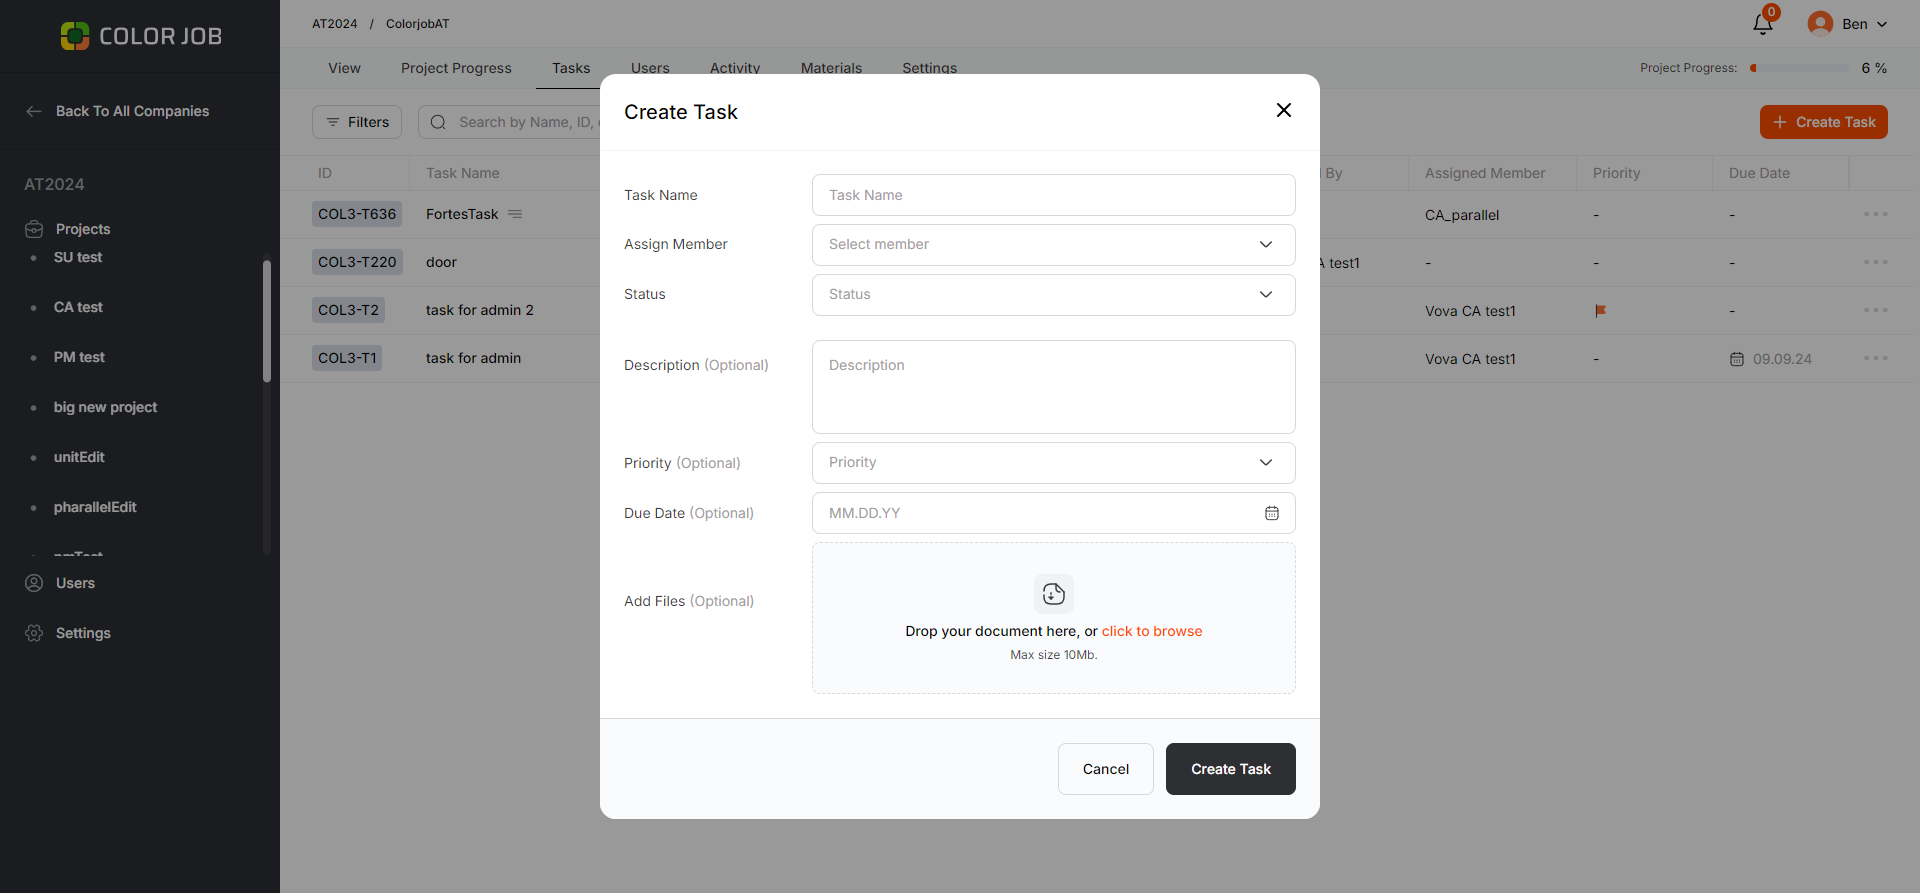 COLOR JOB
AT2024 / ColorjobAT
0
Ben
View Project Progress Tasks Users Activity Materials Settings
Project Progress: 6 %
Back To All Companies
Filters
Search by Name, ID,
Create Task
AT2024
Projects
SU test
CA test
PM test
big new project
unitEdit
pharallelEdit
pmTest
Users
Settings
ID Task Name By Assigned Member Priority Due Date
COL3-T636 FortesTask CA_parallel - -
COL3-T220 door A test1 - - -
COL3-T2 task for admin 2 Vova CA test1 -
COL3-T1 task for admin Vova CA test1 - 09.09.24
Create Task
Task Name Task Name
Assign Member Select member
Status Status
Description (Optional) Description
Priority (Optional) Priority
Due Date (Optional) MM.DD.YY
Add Files (Optional)
Drop your document here, or click to browse
Max size 10Mb.
Cancel Create Task